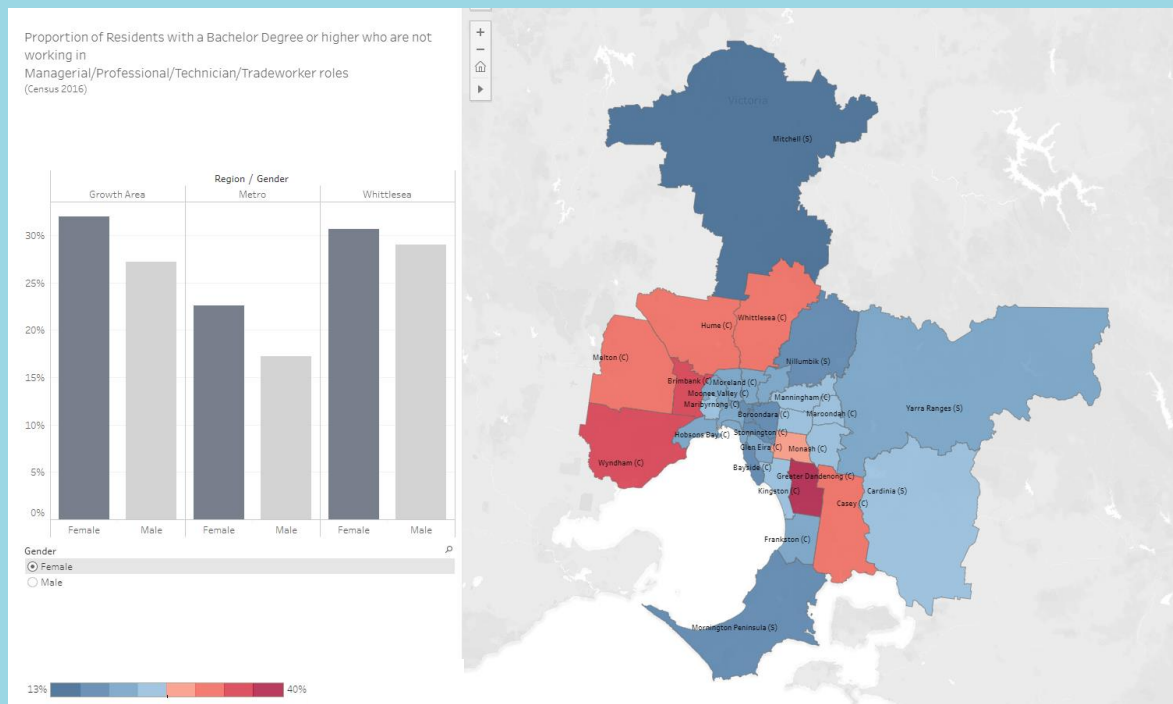 Proportion of Residents with a Bachelor Degree or higher who are not
working in
Managerial/Professional/Technician/Tradeworker roles
(Census 2016)
Region / Gender
Growth Area
Metro
Whittlesea
30%
25%
20%
15%
10%
5%
0%
Female
Male
Female
Male
Female
Male
Gender
Female
Male
13%
40%
Victoria
Mitchell (S)
Whittlesea (C)
Hume (C)
Melton (C)
Nillumbik (S)
Brimbank (C)
Moreland (C)
Moonee Valley (C)
Manningham (C)
Maribyrnong (C)
Yarra Ranges (S)
Boroondara (C)
Maroondah (C)
Hobsons Bay (C)
Stonnington (C)
Glen Eira (C)
Monash (C)
Wyndham (C)
Bayside (C)
Greater Dandenong (C)
Kingston (C)
Cardinia (S)
Casey (C)
Frankston (C)
Mornington Peninsula (S)